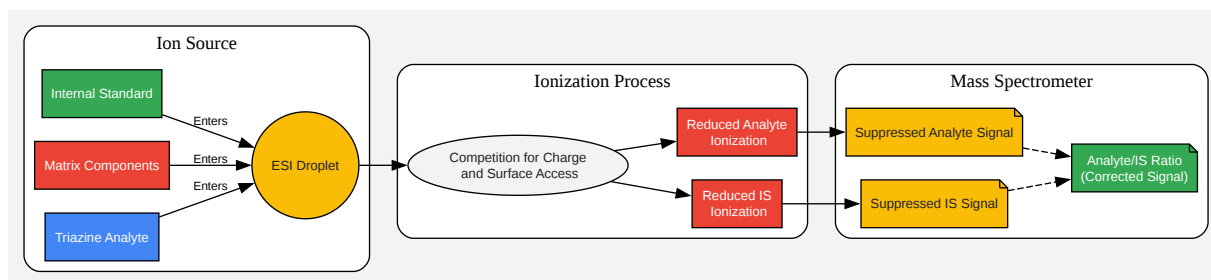 Ion Source
Internal Standard
Matrix Components
Triazine Analyte
Enters
Enters
Enters
ESI Droplet
Ionization Process
Competition for Charge
and Surface Access
Reduced Analyte
Ionization
Reduced IS
Ionization
Mass Spectrometer
Suppressed Analyte Signal
Suppressed IS Signal
Analyte/IS Ratio
(Corrected Signal)